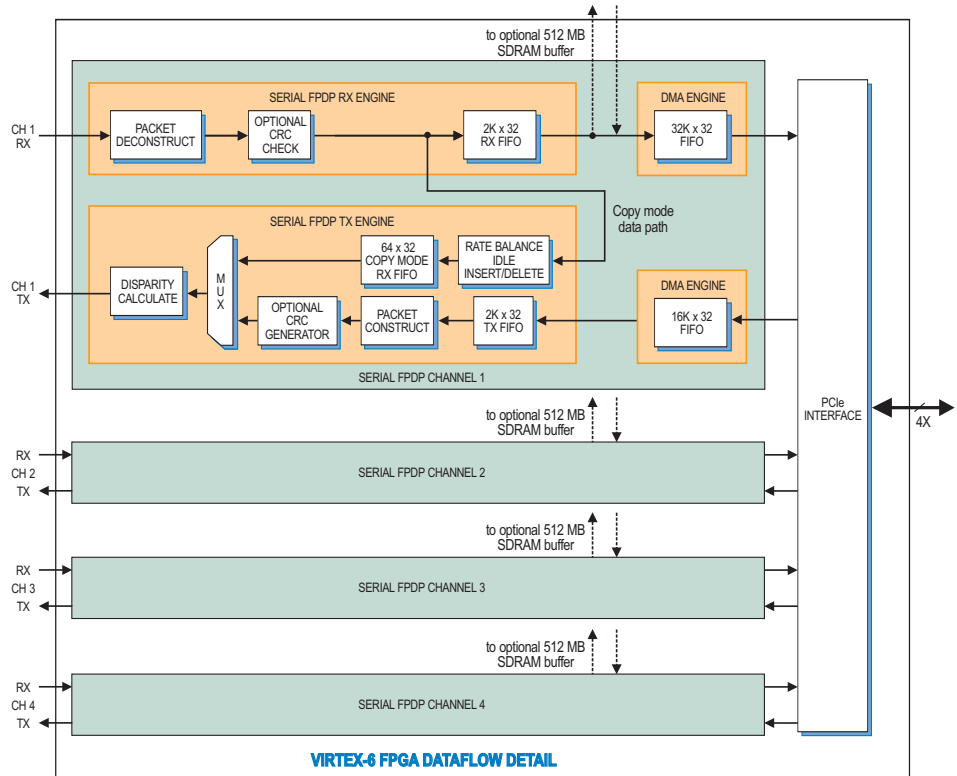 to optional 512 MB
SDRAM buffer
SERIAL FPDP RX ENGINE
DMA ENGINE
CH 1
RX
PACKET
DECONSTRUCT
OPTIONAL
CRC
CHECK
2K x 32
RX FIFO
32K x 32
FIFO
Copy mode
data path
SERIAL FPDP TX ENGINE
64 x 32
COPY MODE
RX FIFO
RATE BALANCE
IDLE
INSERT/DELETE
CH 1
TX
DISPARITY
CALCULATE
M
U
X
OPTIONAL
CRC
GENERATOR
PACKET
CONSTRUCT
2K x 32
TX FIFO
DMA ENGINE
16K x 32
FIFO
SERIAL FPDP CHANNEL 1
PCIe
INTERFACE
4X
to optional 512 MB
SDRAM buffer
RX
CH 2
TX
SERIAL FPDP CHANNEL 2
to optional 512 MB
SDRAM buffer
RX
CH 3
TX
SERIAL FPDP CHANNEL 3
to optional 512 MB
SDRAM buffer
RX
CH 4
TX
SERIAL FPDP CHANNEL 4
VIRTEX-6 FPGA DATAFLOW DETAIL